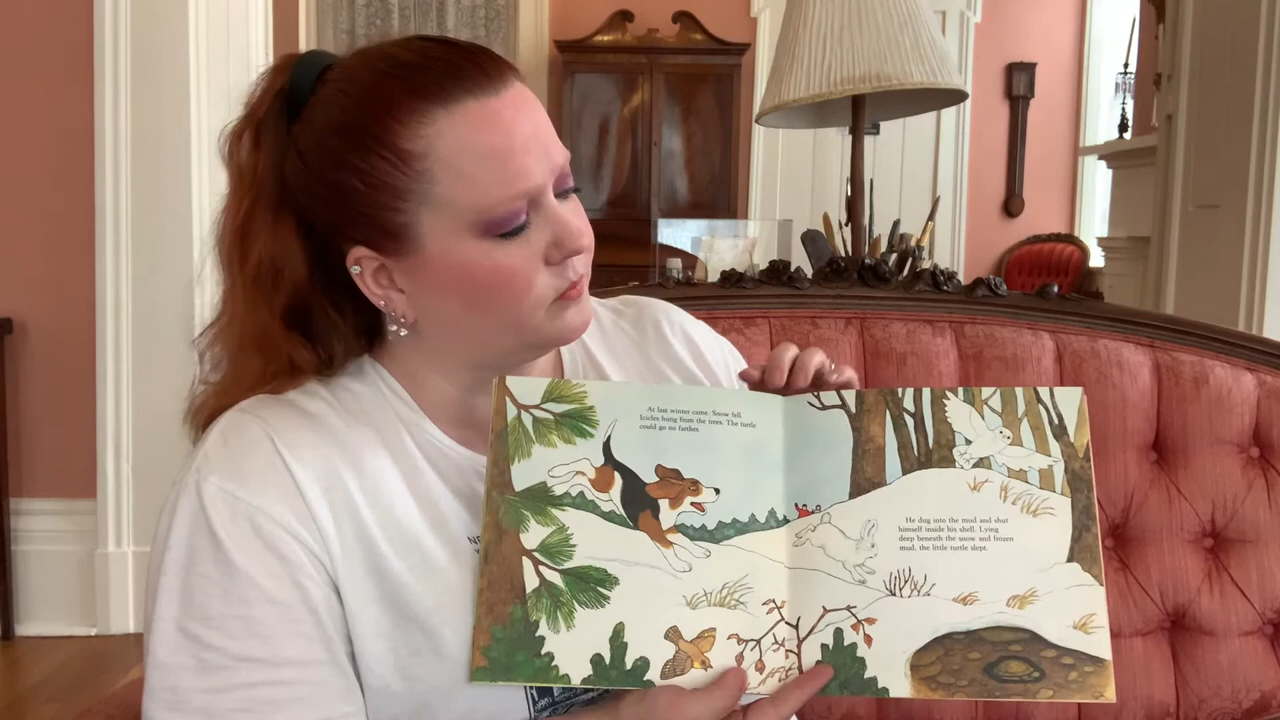 At last winter came. Snow fell.
Icicles hung from the trees. The turtle
could go no farther.
He dug into the mud and shut
himself inside his shell. Lying
deep beneath the snow and frozen
mud, the little turtle slept.